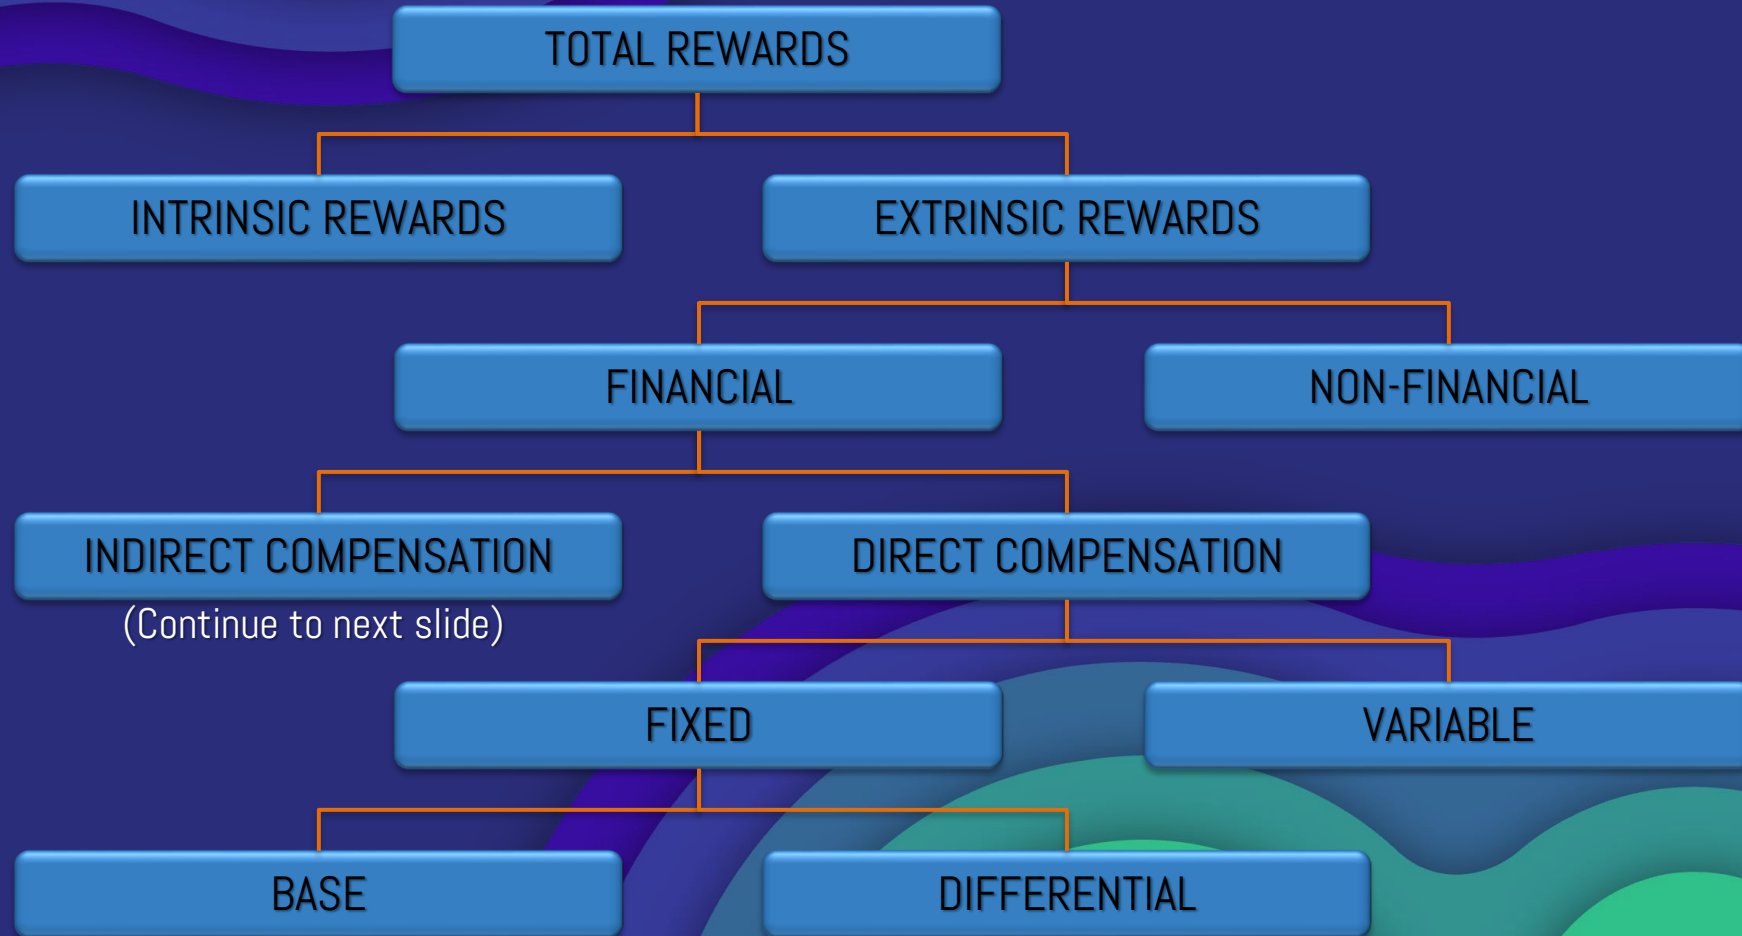 TOTAL REWARDS
INTRINSIC REWARDS
EXTRINSIC REWARDS
FINANCIAL
NON-FINANCIAL
INDIRECT COMPENSATION
DIRECT COMPENSATION
(Continue to next slide)
FIXED
VARIABLE
BASE
DIFFERENTIAL